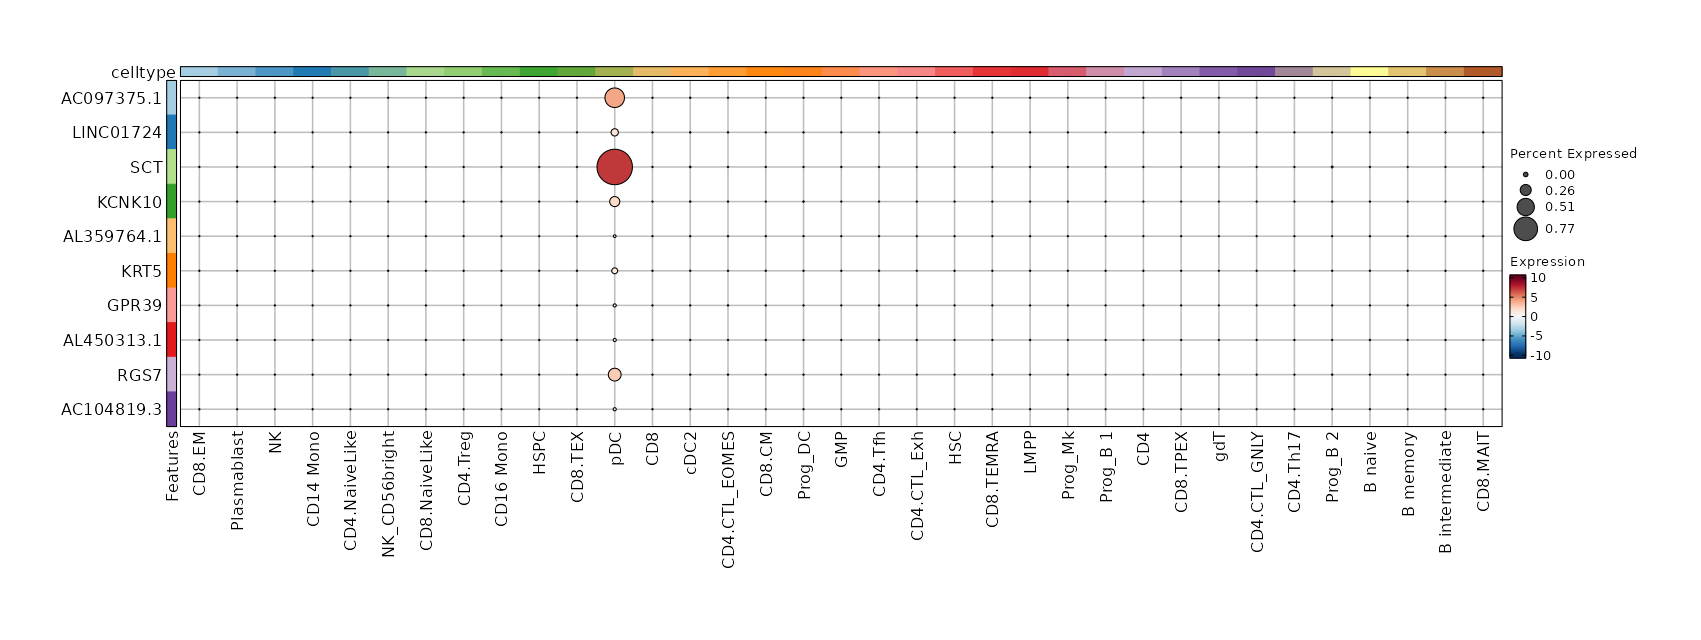 celltype
AC097375.1
LINC01724
SCT
KCNK10
AL359764.1
KRT5
GPR39
AL450313.1
RGS7
AC104819.3
Features
CD8.EM
Plasmablast
NK
CD14 Mono
CD4.NaiveLike
NK_CD56bright
CD8.NaiveLike
CD4.Treg
CD16 Mono
HSPC
CD8.TEX
pDC
CD8
cDC2
CD4.CTL_EOMES
CD8.CM
Prog_DC
GMP
CD4.Tfh
CD4.CTL_Exh
HSC
CD8.TEMRA
LMPP
Prog_Mk
Prog_B 1
CD4
CD8.TPEX
gdT
CD4.CTL_GNLY
CD4.Th17
Prog_B 2
B naive
B memory
B intermediate
CD8.MAIT
Percent Expressed
0.00
0.26
0.51
0.77
Expression
10
5
0
-5
-10